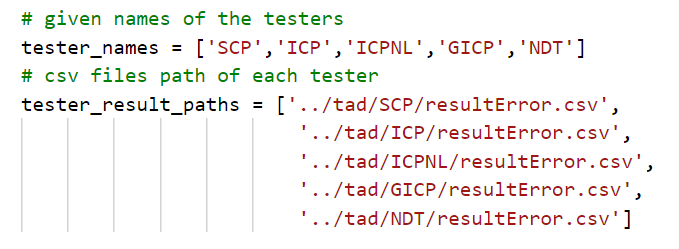 # given names of the testers
tester_names = ['SCP','ICP','ICPNL','GICP','NDT']
# csv files path of each tester
tester_result_paths = ['../tad/SCP/resultError.csv',
'../tad/ICP/resultError.csv',
'../tad/ICPNL/resultError.csv',
'../tad/GICP/resultError.csv',
'../tad/NDT/resultError.csv']